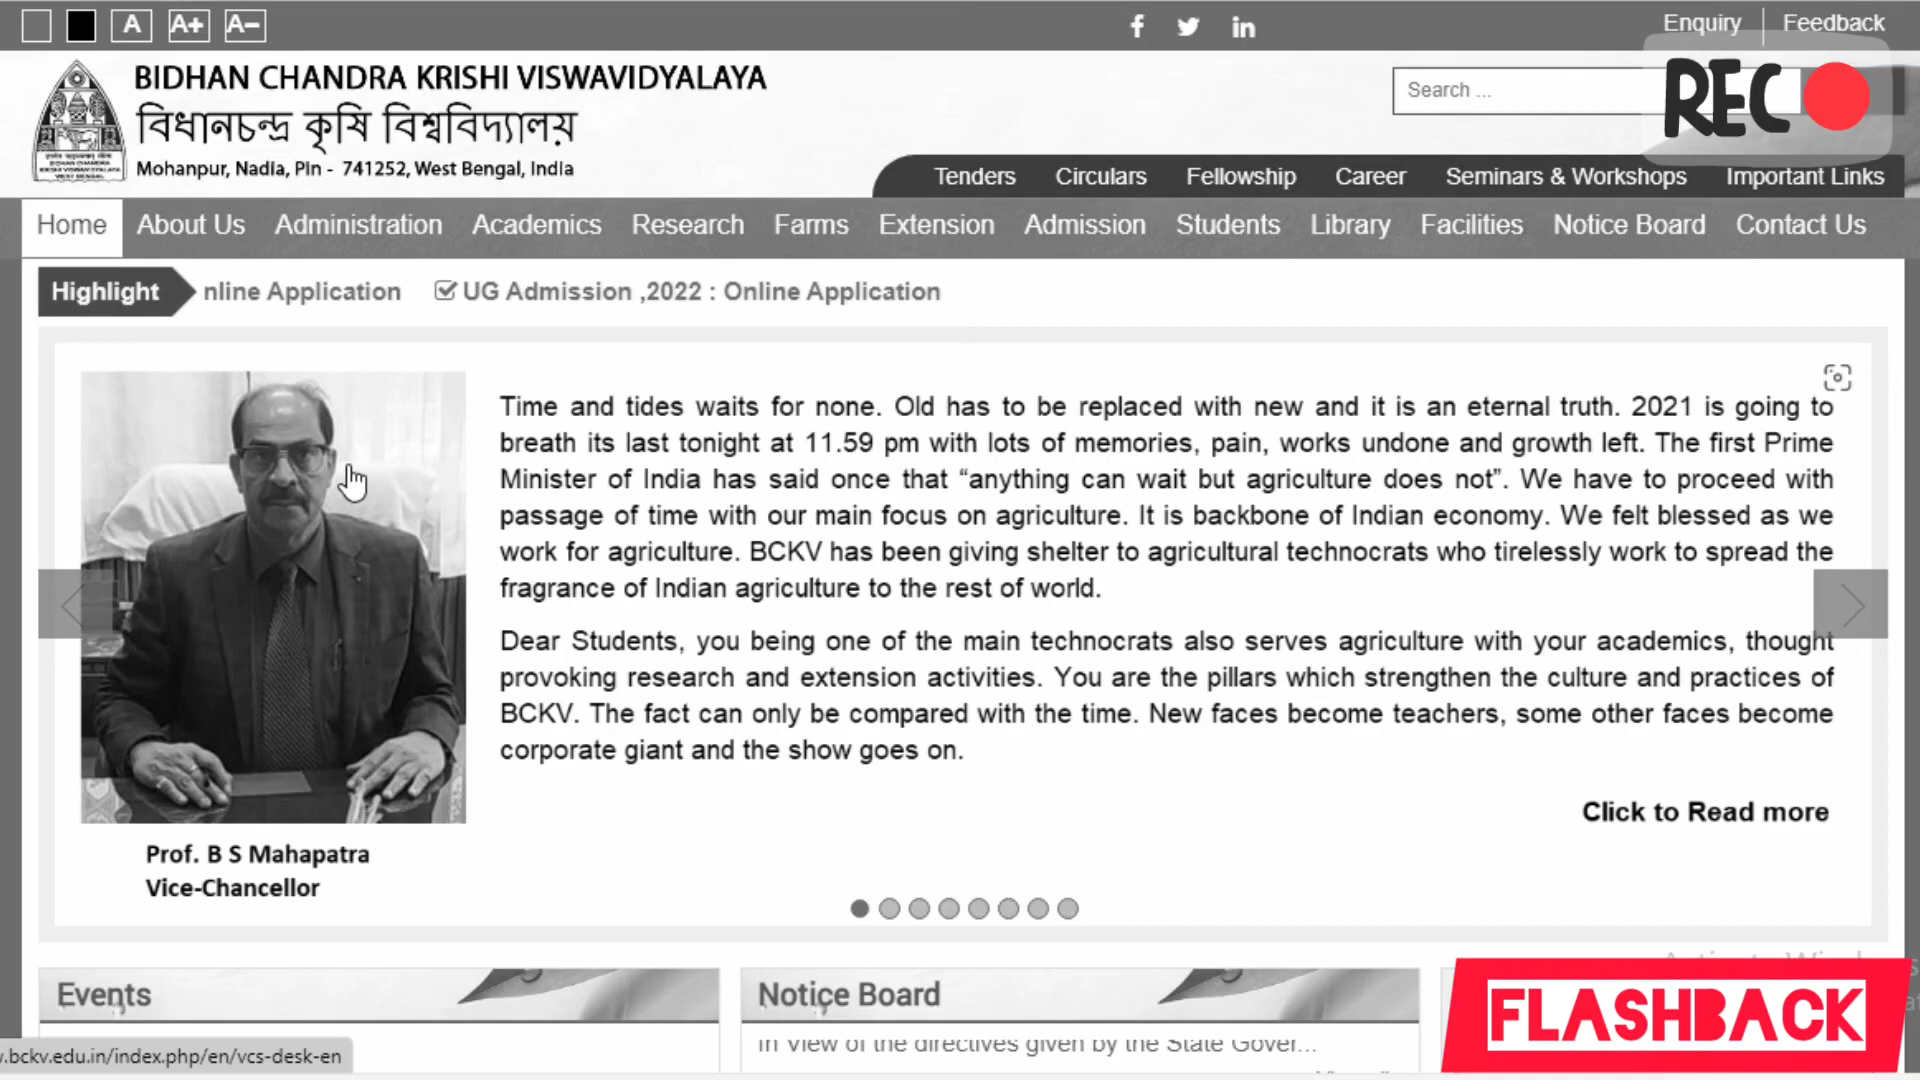 A A+ A-
Enquiry Feedback
BIDHAN CHANDRA KRISHI VISWAVIDYALAYA
বিধানচন্দ্র কৃষি বিশ্ববিদ্যালয়
Mohanpur, Nadia, Pin - 741252, West Bengal, India
Search ...
REC
Tenders Circulars Fellowship Career Seminars & Workshops Important Links
Home About Us Administration Academics Research Farms Extension Admission Students Library Facilities Notice Board Contact Us
Highlight nline Application UG Admission ,2022 : Online Application
Time and tides waits for none. Old has to be replaced with new and it is an eternal truth. 2021 is going to
breath its last tonight at 11.59 pm with lots of memories, pain, works undone and growth left. The first Prime
Minister of India has said once that “anything can wait but agriculture does not”. We have to proceed with
passage of time with our main focus on agriculture. It is backbone of Indian economy. We felt blessed as we
work for agriculture. BCKV has been giving shelter to agricultural technocrats who tirelessly work to spread the
fragrance of Indian agriculture to the rest of world.
Dear Students, you being one of the main technocrats also serves agriculture with your academics, thought
provoking research and extension activities. You are the pillars which strengthen the culture and practices of
BCKV. The fact can only be compared with the time. New faces become teachers, some other faces become
corporate giant and the show goes on.
Click to Read more
Prof. B S Mahapatra
Vice-Chancellor
Events
Notice Board
In View of the directives given by the State Gover...
.bckv.edu.in/index.php/en/vcs-desk-en
FLASHBACK